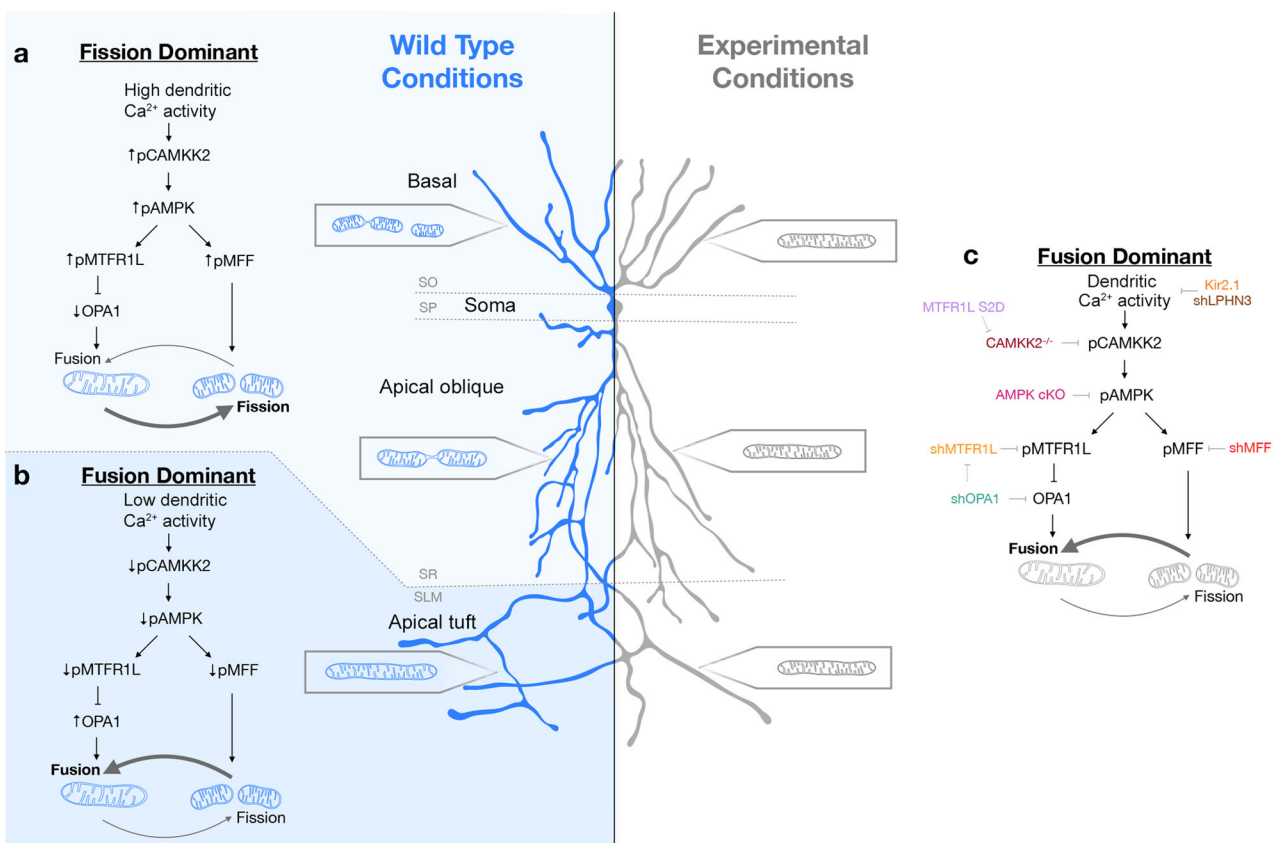 a
Fission Dominant
High dendritic
Ca²⁺ activity
↑pCAMKK2
↑pAMPK
↑pMTFR1L
↑pMFF
↓OPA1
Fusion
Fission
b
Fusion Dominant
Low dendritic
Ca²⁺ activity
↓pCAMKK2
↓pAMPK
↓pMTFR1L
↓pMFF
↑OPA1
Fusion
Fission
Wild Type
Conditions
Experimental
Conditions
Basal
SO
SP
Soma
Apical oblique
SR
SLM
Apical tuft
c
Fusion Dominant
Dendritic
Ca²⁺ activity
Kir2.1
shLPHN3
MTFR1L S2D
CAMKK2⁻/⁻
pCAMKK2
AMPK cKO
pAMPK
shMTFR1L
pMTFR1L
pMFF
shMFF
shOPA1
OPA1
Fusion
Fission